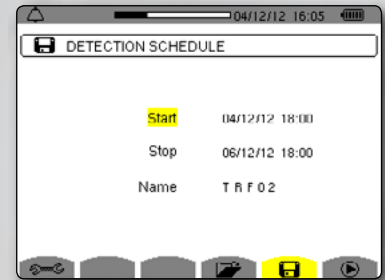 04/12/12 16:05
DETECTION SCHEDULE
Start 04/12/12 18:00
Stop 06/12/12 18:00
Name TRF02